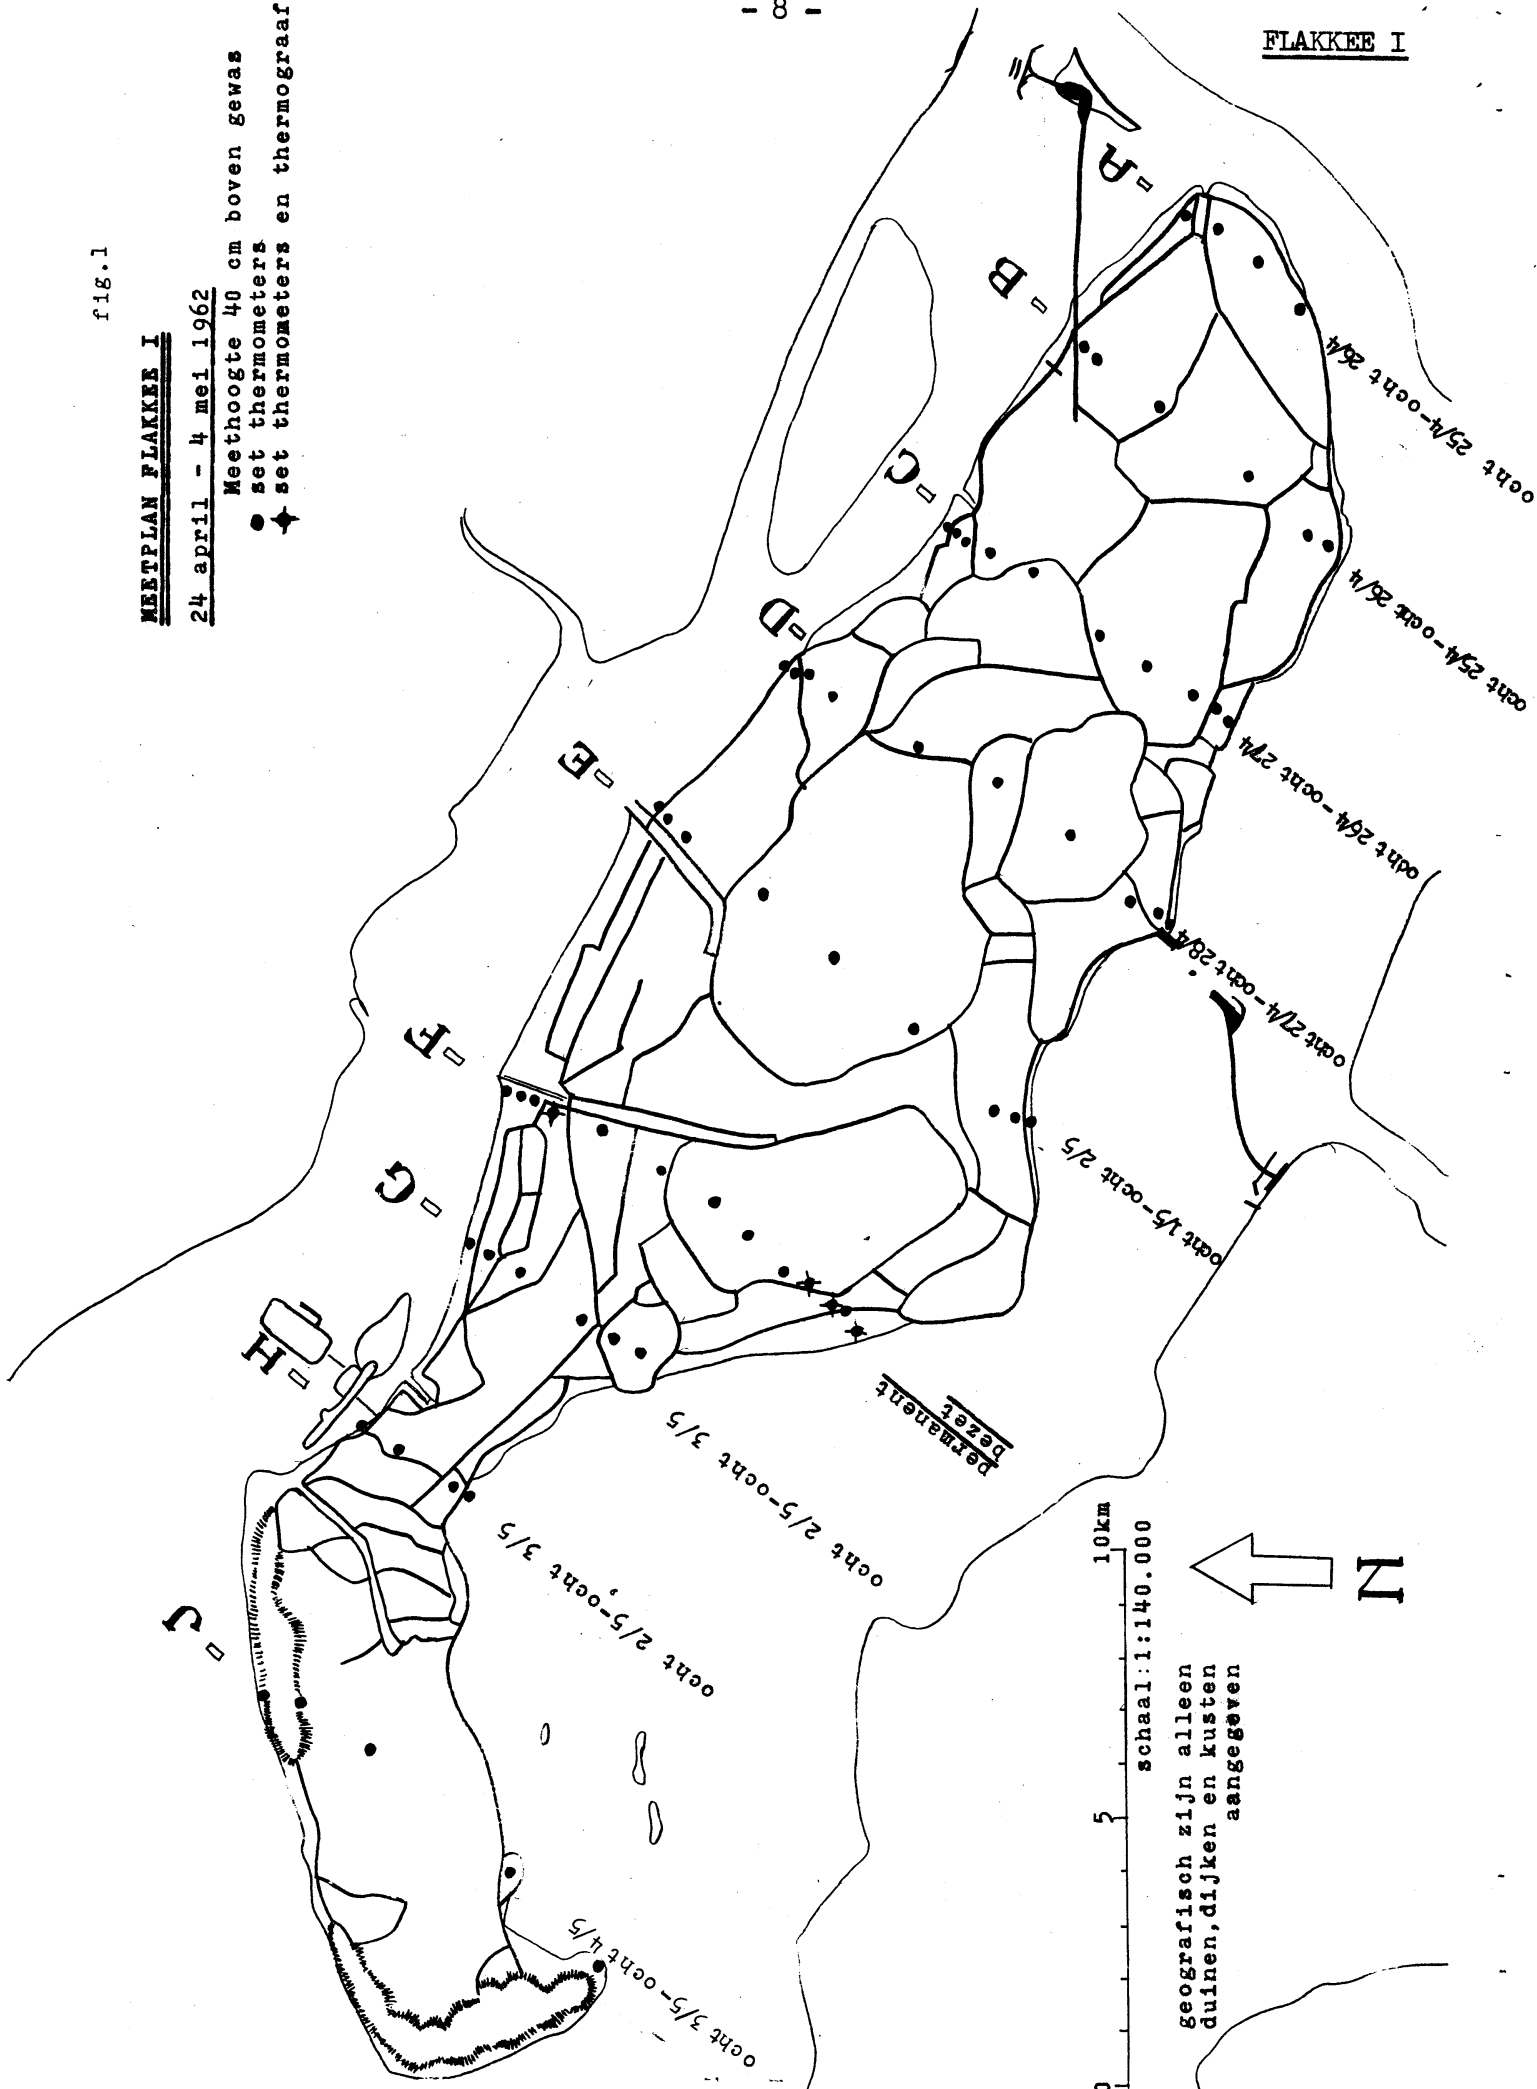 - 8 -
FLAKKEE I
fig.1
MEETPLAN FLAKKEE I
24 april - 4 mei 1962
Meethoogte 40 cm boven gewas
set thermometers
set thermometers en thermograaf
A
B
C
D
E
F
G
H
J
ocht 25/4-ocht 26/4
ocht 25/4-ocht 26/4
ocht 26/4-ocht 27/4
ocht 27/4-ocht 28/4
ocht 1/5-ocht 2/5
permanent
bezet
ocht 2/5-ocht 3/5
ocht 2/5-ocht 3/5
ocht 3/5-ocht 4/5
0 5 10km
schaal:1:140.000
geografisch zijn alleen
duinen,dijken en kusten
aangegeven
N